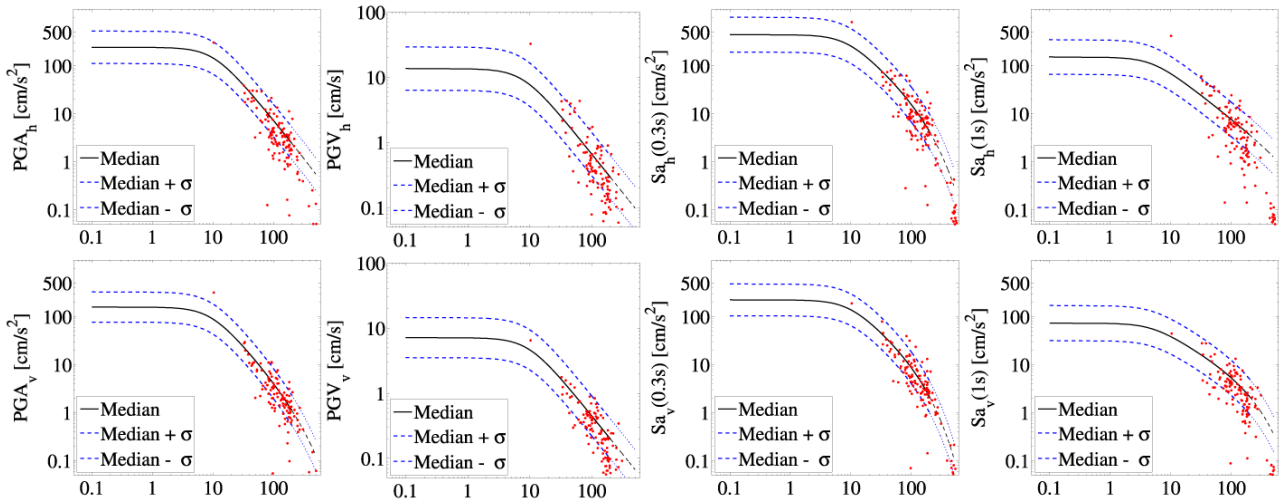 PGA_h [cm/s²]
500
100
10
1
0.1
Median
Median + σ
Median - σ
0.1 1 10 100
PGV_h [cm/s]
100
10
1
0.1
Median
Median + σ
Median - σ
0.1 1 10 100
Sa_h(0.3s) [cm/s²]
500
100
10
1
0.1
Median
Median + σ
Median - σ
0.1 1 10 100
Sa_h(1s) [cm/s²]
500
100
10
1
0.1
Median
Median + σ
Median - σ
0.1 1 10 100
PGA_v [cm/s²]
500
100
10
1
0.1
Median
Median + σ
Median - σ
0.1 1 10 100
PGV_v [cm/s]
100
10
1
0.1
Median
Median + σ
Median - σ
0.1 1 10 100
Sa_v(0.3s) [cm/s²]
500
100
10
1
0.1
Median
Median + σ
Median - σ
0.1 1 10 100
Sa_v(1s) [cm/s²]
500
100
10
1
0.1
Median
Median + σ
Median - σ
0.1 1 10 100